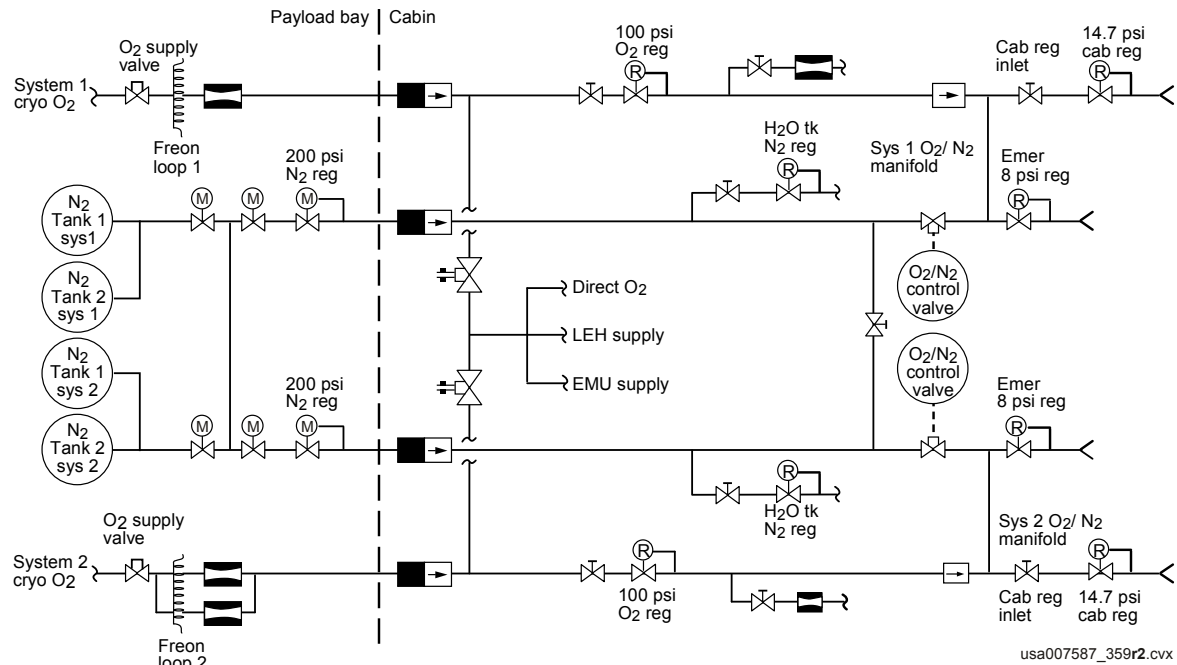 Payload bay
Cabin
O2 supply
valve
System 1
cryo O2
Freon
loop 1
100 psi
O2 reg
R
Cab reg
inlet
14.7 psi
cab reg
R
H2O tk
N2 reg
R
Sys 1 O2/ N2
manifold
Emer
8 psi reg
R
200 psi
N2 reg
M
M
M
N2
Tank 1
sys1
N2
Tank 2
sys 1
N2
Tank 1
sys 2
N2
Tank 2
sys 2
O2/N2
control
valve
Direct O2
LEH supply
EMU supply
O2/N2
control
valve
200 psi
N2 reg
M
M
M
Emer
8 psi reg
R
R
H2O tk
N2 reg
O2 supply
valve
System 2
cryo O2
Freon
loop 2
R
100 psi
O2 reg
Sys 2 O2/ N2
manifold
R
Cab reg
inlet
14.7 psi
cab reg
usa007587_359r2.cvx